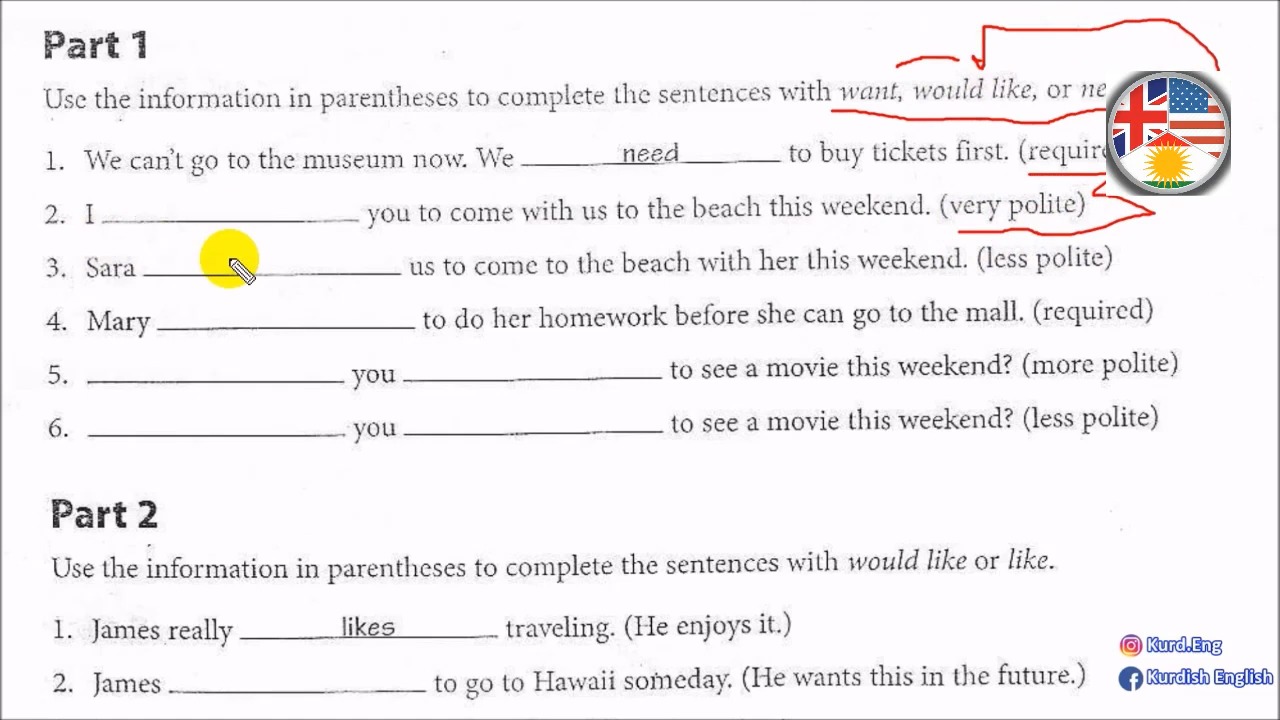 Part 1
Use the information in parentheses to complete the sentences with want, would like, or
1. We can't go to the museum now. We need to buy tickets first.
2. I you to come with us to the beach this weekend. (very polite)
3. Sara us to come to the beach with her this weekend. (less polite)
4. Mary to do her homework before she can go to the mall. (required)
5. you to see a movie this weekend? (more polite)
6. you to see a movie this weekend? (less polite)
Part 2
Use the information in parentheses to complete the sentences with would like or like.
1. James really likes traveling. (He enjoys it.)
2. James to go to Hawaii someday. (He wants this in the future.)
Kurd.Eng
Kurdish English